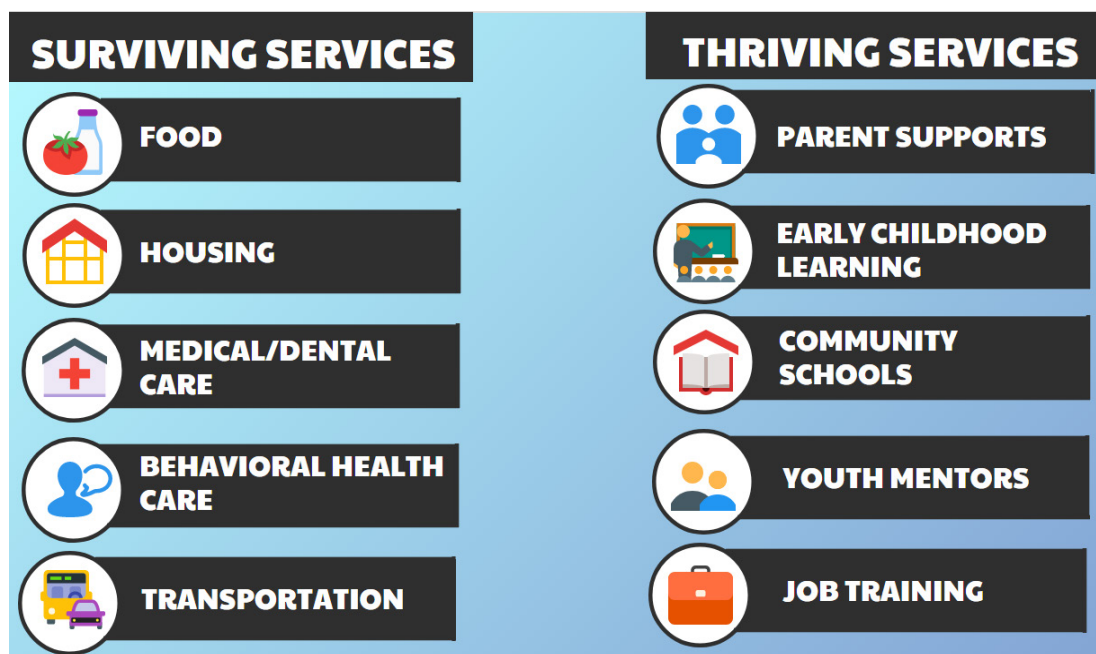 SURVIVING SERVICES
FOOD
HOUSING
MEDICAL/DENTAL
CARE
BEHAVIORAL HEALTH
CARE
TRANSPORTATION
THRIVING SERVICES
PARENT SUPPORTS
EARLY CHILDHOOD
LEARNING
COMMUNITY
SCHOOLS
YOUTH MENTORS
JOB TRAINING